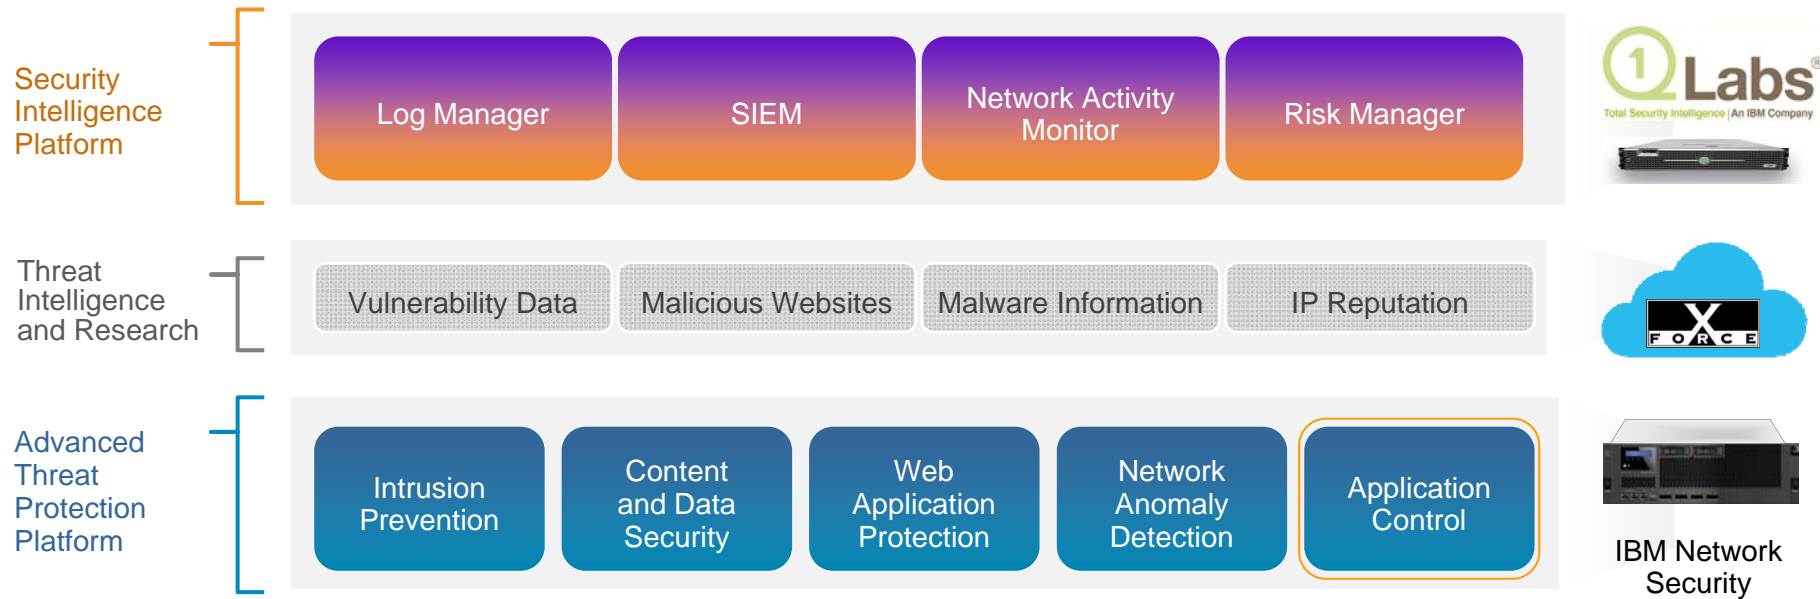 Security
Intelligence
Platform
Log Manager
SIEM
Network Activity
Monitor
Risk Manager
1 Labs®
Total Security Intelligence | An IBM Company
Threat
Intelligence
and Research
Vulnerability Data
Malicious Websites
Malware Information
IP Reputation
X
FORCE
Advanced
Threat
Protection
Platform
Intrusion
Prevention
Content
and Data
Security
Web
Application
Protection
Network
Anomaly
Detection
Application
Control
IBM Network
Security